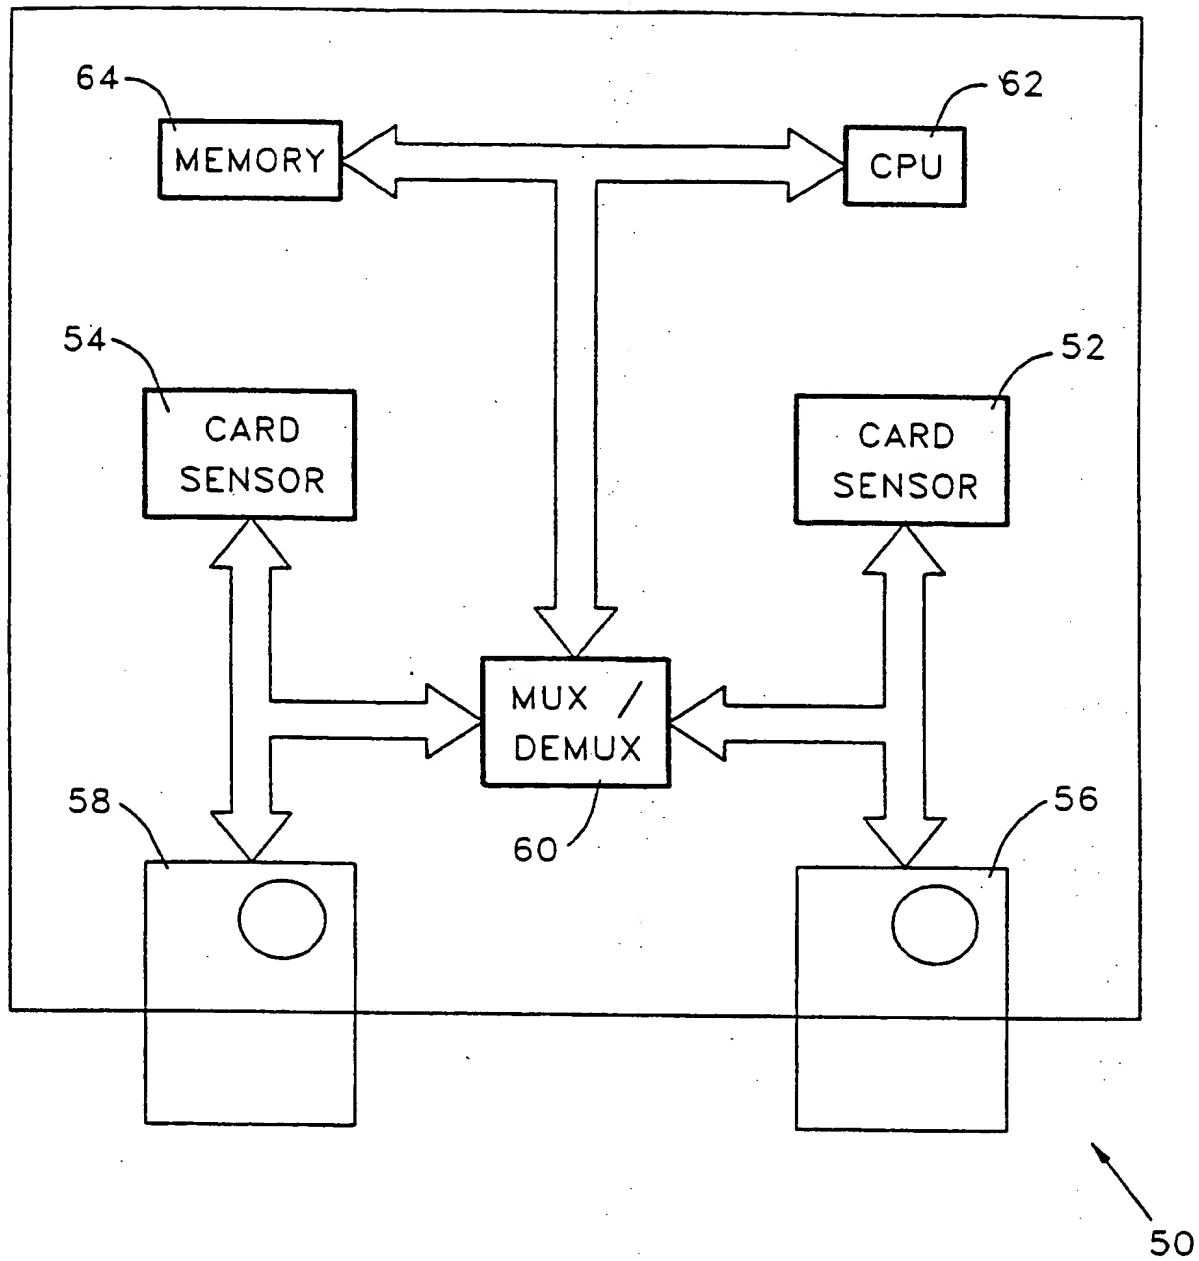 64
62
MEMORY
CPU
54
52
CARD
SENSOR
CARD
SENSOR
MUX /
DEMUX
58
56
60
50